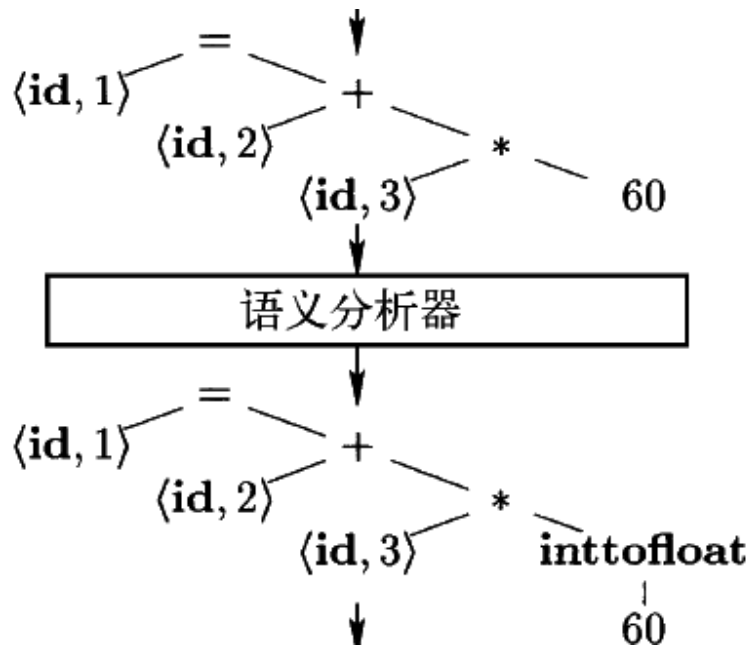 =
⟨id, 1⟩
+
⟨id, 2⟩
*
⟨id, 3⟩
60
语义分析器
=
⟨id, 1⟩
+
⟨id, 2⟩
*
⟨id, 3⟩
inttofloat
60